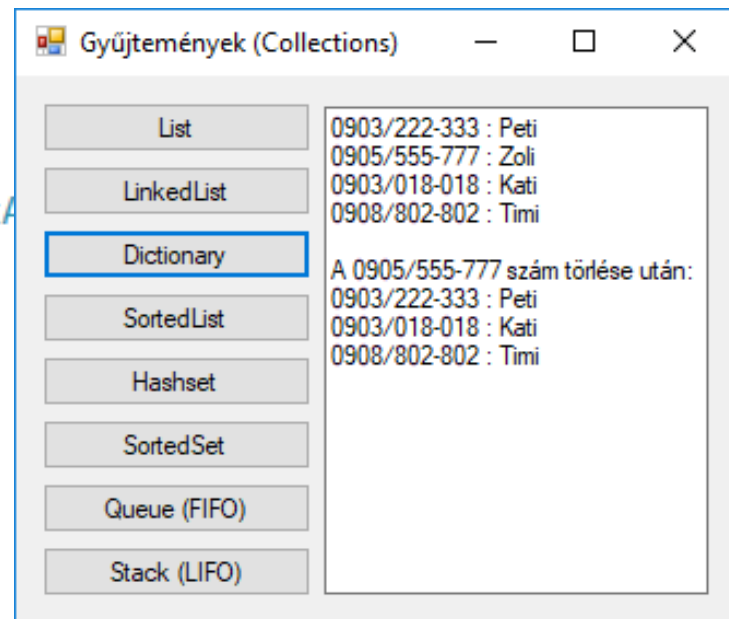 Gyűjtemények (Collections)
List
LinkedList
Dictionary
SortedList
Hashset
SortedSet
Queue (FIFO)
Stack (LIFO)
0903/222-333 : Peti
0905/555-777 : Zoli
0903/018-018 : Kati
0908/802-802 : Timi
A 0905/555-777 szám törlése után:
0903/222-333 : Peti
0903/018-018 : Kati
0908/802-802 : Timi